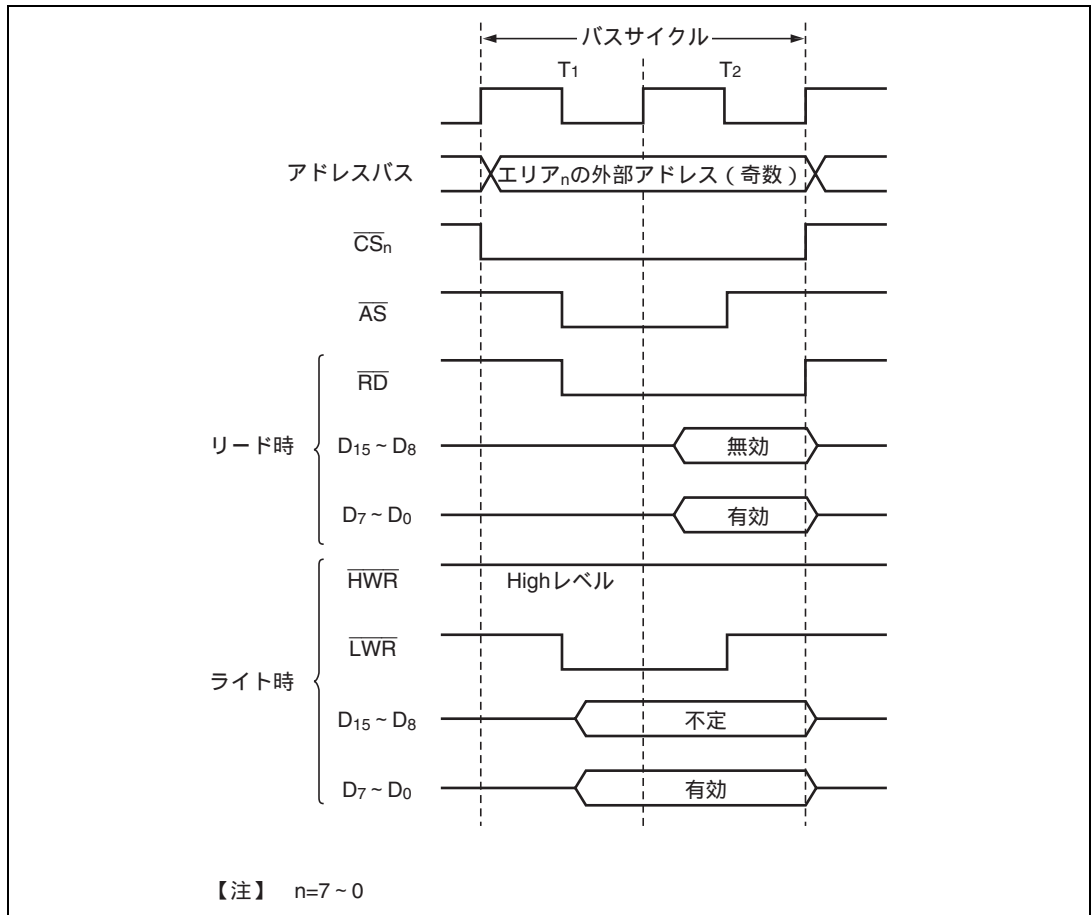 バスサイクル
T1 T2
アドレスバス エリアnの外部アドレス（奇数）
CSn
AS
RD
リード時 D15~D8 無効
D7~D0 有効
HWR Highレベル
LWR
ライト時 D15~D8 不定
D7~D0 有効
【注】 n=7~0